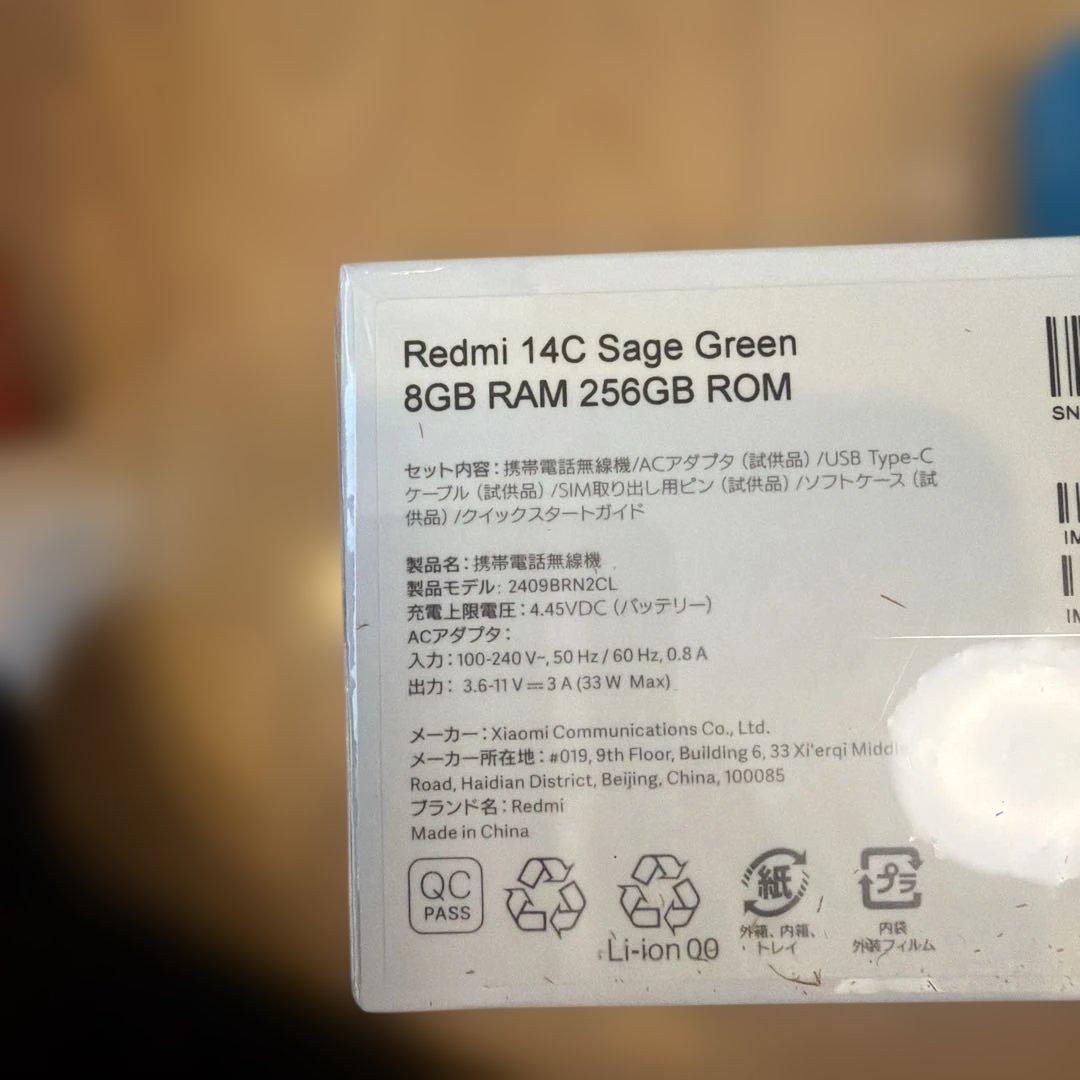 Redmi 14C Sage Green
8GB RAM 256GB ROM
SN
セット内容：携帯電話無線機/ACアダプタ（試供品）/USB Type-C
ケーブル（試供品）/SIM取り出し用ピン（試供品）/ソフトケース（試
供品）/クイックスタートガイド
製品名：携帯電話無線機
製品モデル：2409BRN2CL
充電上限電圧：4.45VDC（バッテリー）
ACアダプタ：
入力：100-240 V~, 50 Hz / 60 Hz, 0.8 A
出力： 3.6-11 V⎓3 A (33 W Max)
メーカー：Xiaomi Communications Co., Ltd.
メーカー所在地：#019, 9th Floor, Building 6, 33 Xi'erqi Middle
Road, Haidian District, Beijing, China, 100085
ブランド名：Redmi
Made in China
QC
PASS
Li-ion 00
紙
外箱、内箱、
トレイ
プラ
内袋
外装フィルム